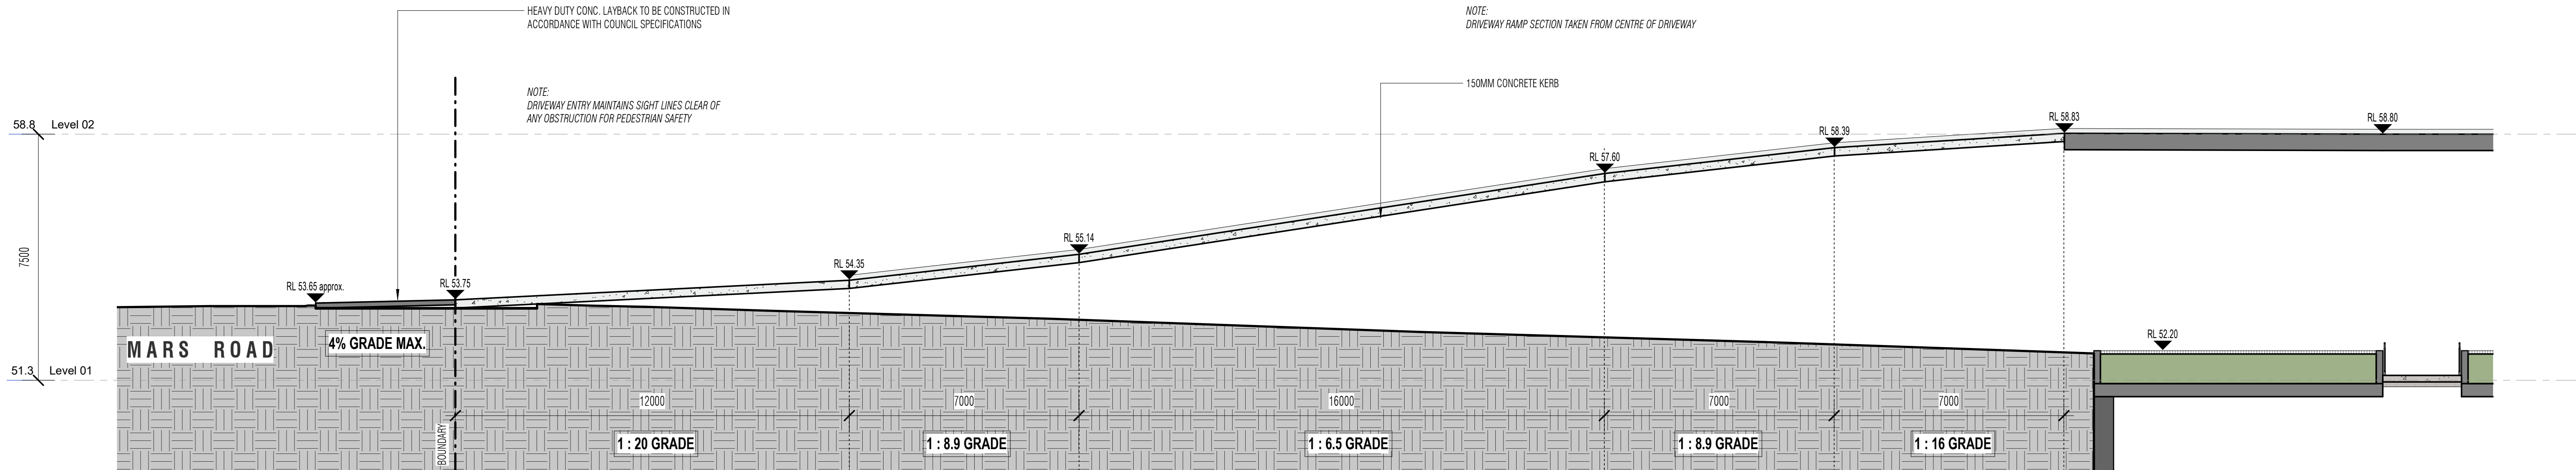 HEAVY DUTY CONC. LAYBACK TO BE CONSTRUCTED IN
ACCORDANCE WITH COUNCIL SPECIFICATIONS
NOTE:
DRIVEWAY RAMP SECTION TAKEN FROM CENTRE OF DRIVEWAY
NOTE:
DRIVEWAY ENTRY MAINTAINS SIGHT LINES CLEAR OF
ANY OBSTRUCTION FOR PEDESTRIAN SAFETY
150MM CONCRETE KERB
58.8 Level 02
RL 58.83
RL 58.80
RL 58.39
RL 57.60
RL 55.14
RL 54.35
RL 53.75
RL 53.65 approx.
7500
RL 52.20
MARS ROAD
4% GRADE MAX.
51.3 Level 01
12000
7000
16000
7000
7000
BOUNDARY
1 : 20 GRADE
1 : 8.9 GRADE
1 : 6.5 GRADE
1 : 8.9 GRADE
1 : 16 GRADE